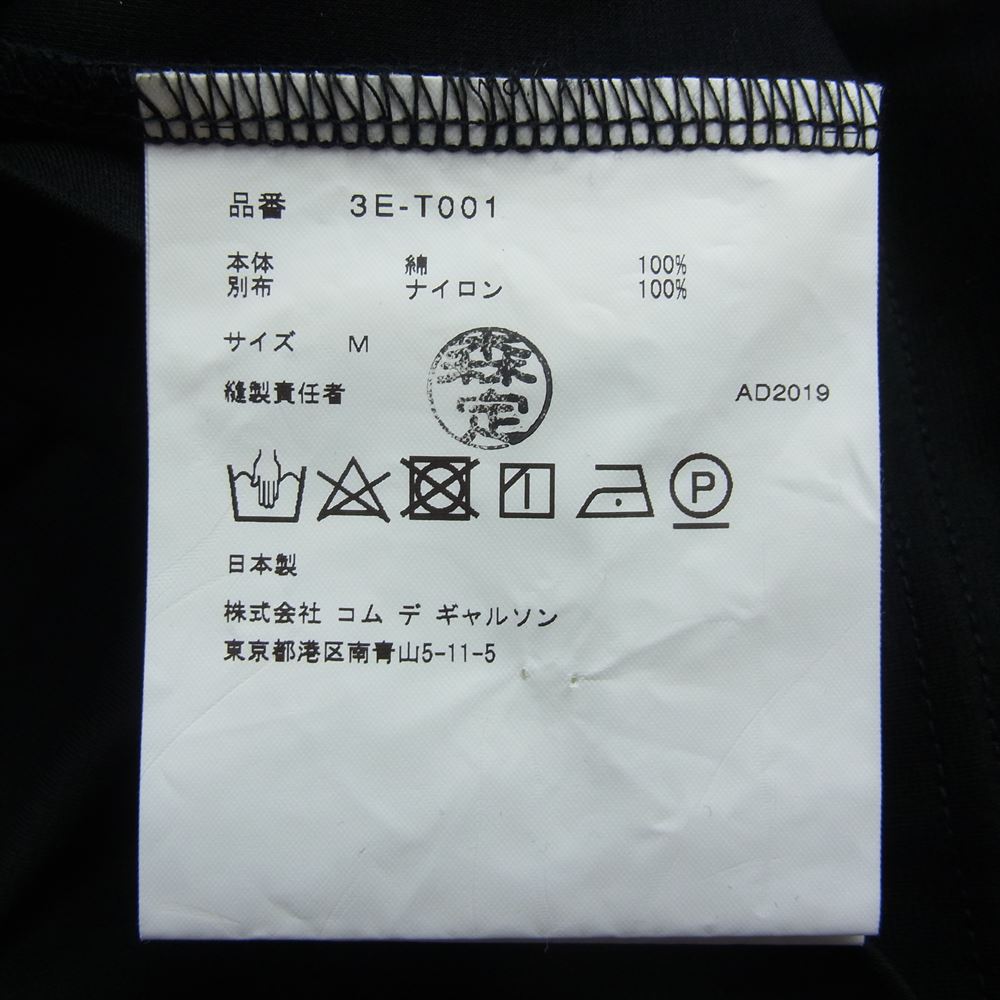 品番 3E-T001
本体 綿 100%
別布 ナイロン 100%
サイズ M
縫製責任者 AD2019
P
日本製
株式会社 コム デ ギャルソン
東京都港区南青山5-11-5